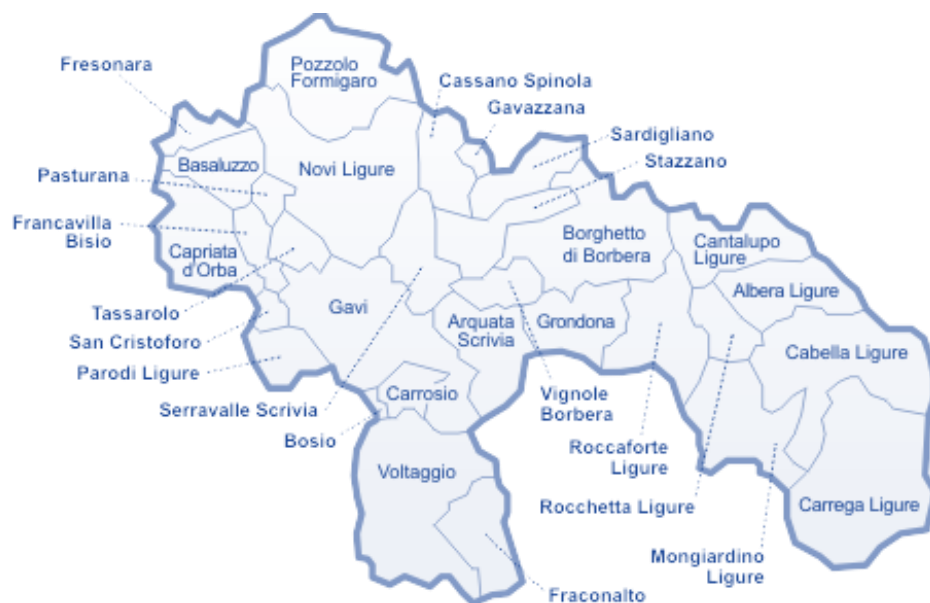 Fresonara
Pozzolo
Formigaro
Cassano Spinola
Gavazzana
Sardigliano
Stazzano
Basaluzzo
Novi Ligure
Pasturana
Francavilla
Bisio
Capriata
d'Orba
Borghetto
di Borbera
Cantalupo
Ligure
Albera Ligure
Tassarolo
Gavi
San Cristoforo
Arquata
Scrivia
Grondona
Cabella Ligure
Parodi Ligure
Carrosio
Serravalle Scrivia
Vignole
Borbera
Bosio
Roccaforte
Ligure
Voltaggio
Rocchetta Ligure
Carrega Ligure
Mongiardino
Ligure
Fraconalto